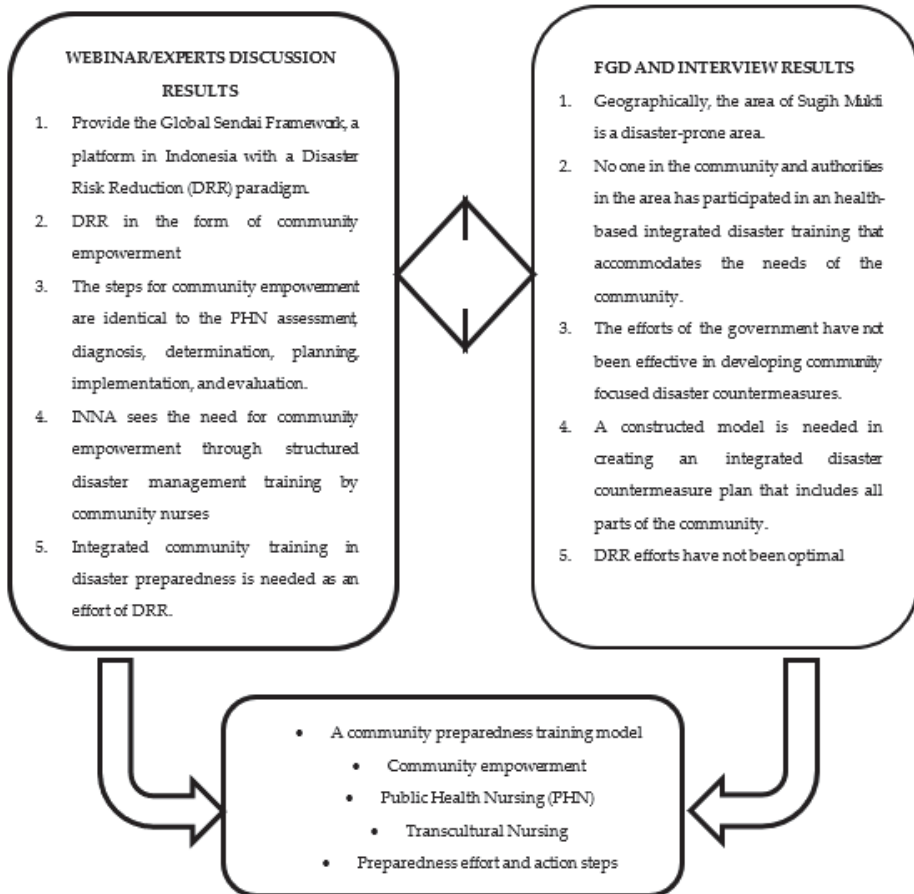 WEBINAR/EXPERTS DISCUSSION
RESULTS
1. Provide the Global Sendai Framework, a
platform in Indonesia with a Disaster
Risk Reduction (DRR) paradigm.
2. DRR in the form of community
empowerment
3. The steps for community empowerment
are identical to the PHN assessment,
diagnosis, determination, planning,
implementation, and evaluation.
4. INNA sees the need for community
empowerment through structured
disaster management training by
community nurses
5. Integrated community training in
disaster preparedness is needed as an
effort of DRR.
FGD AND INTERVIEW RESULTS
1. Geographically, the area of Sugih Mukti
is a disaster-prone area.
2. No one in the community and authorities
in the area has participated in an health-
based integrated disaster training that
accommodates the needs of the
community.
3. The efforts of the government have not
been effective in developing community
focused disaster countermeasures.
4. A constructed model is needed in
creating an integrated disaster
countermeasure plan that includes all
parts of the community.
5. DRR efforts have not been optimal
• A community preparedness training model
• Community empowerment
• Public Health Nursing (PHN)
• Transcultural Nursing
• Preparedness effort and action steps